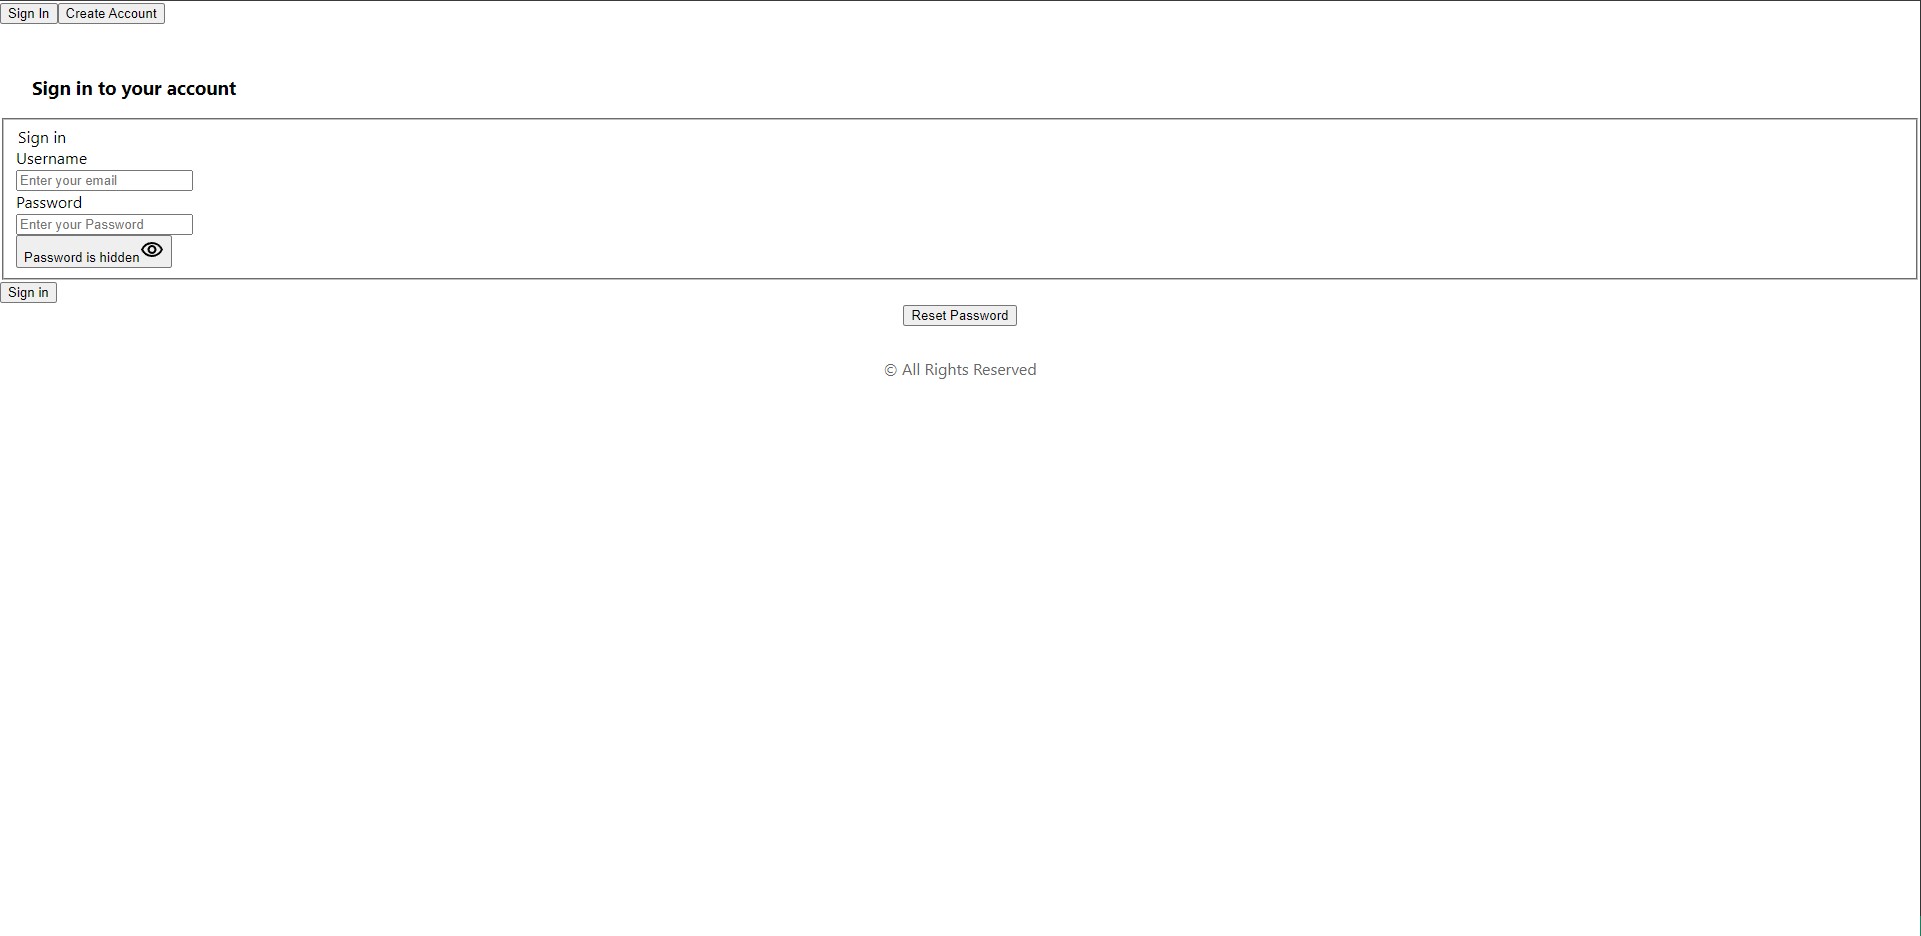 Sign In Create Account
Sign in to your account
Sign in
Username
Enter your email
Password
Enter your Password
Password is hidden
Sign in
Reset Password
© All Rights Reserved